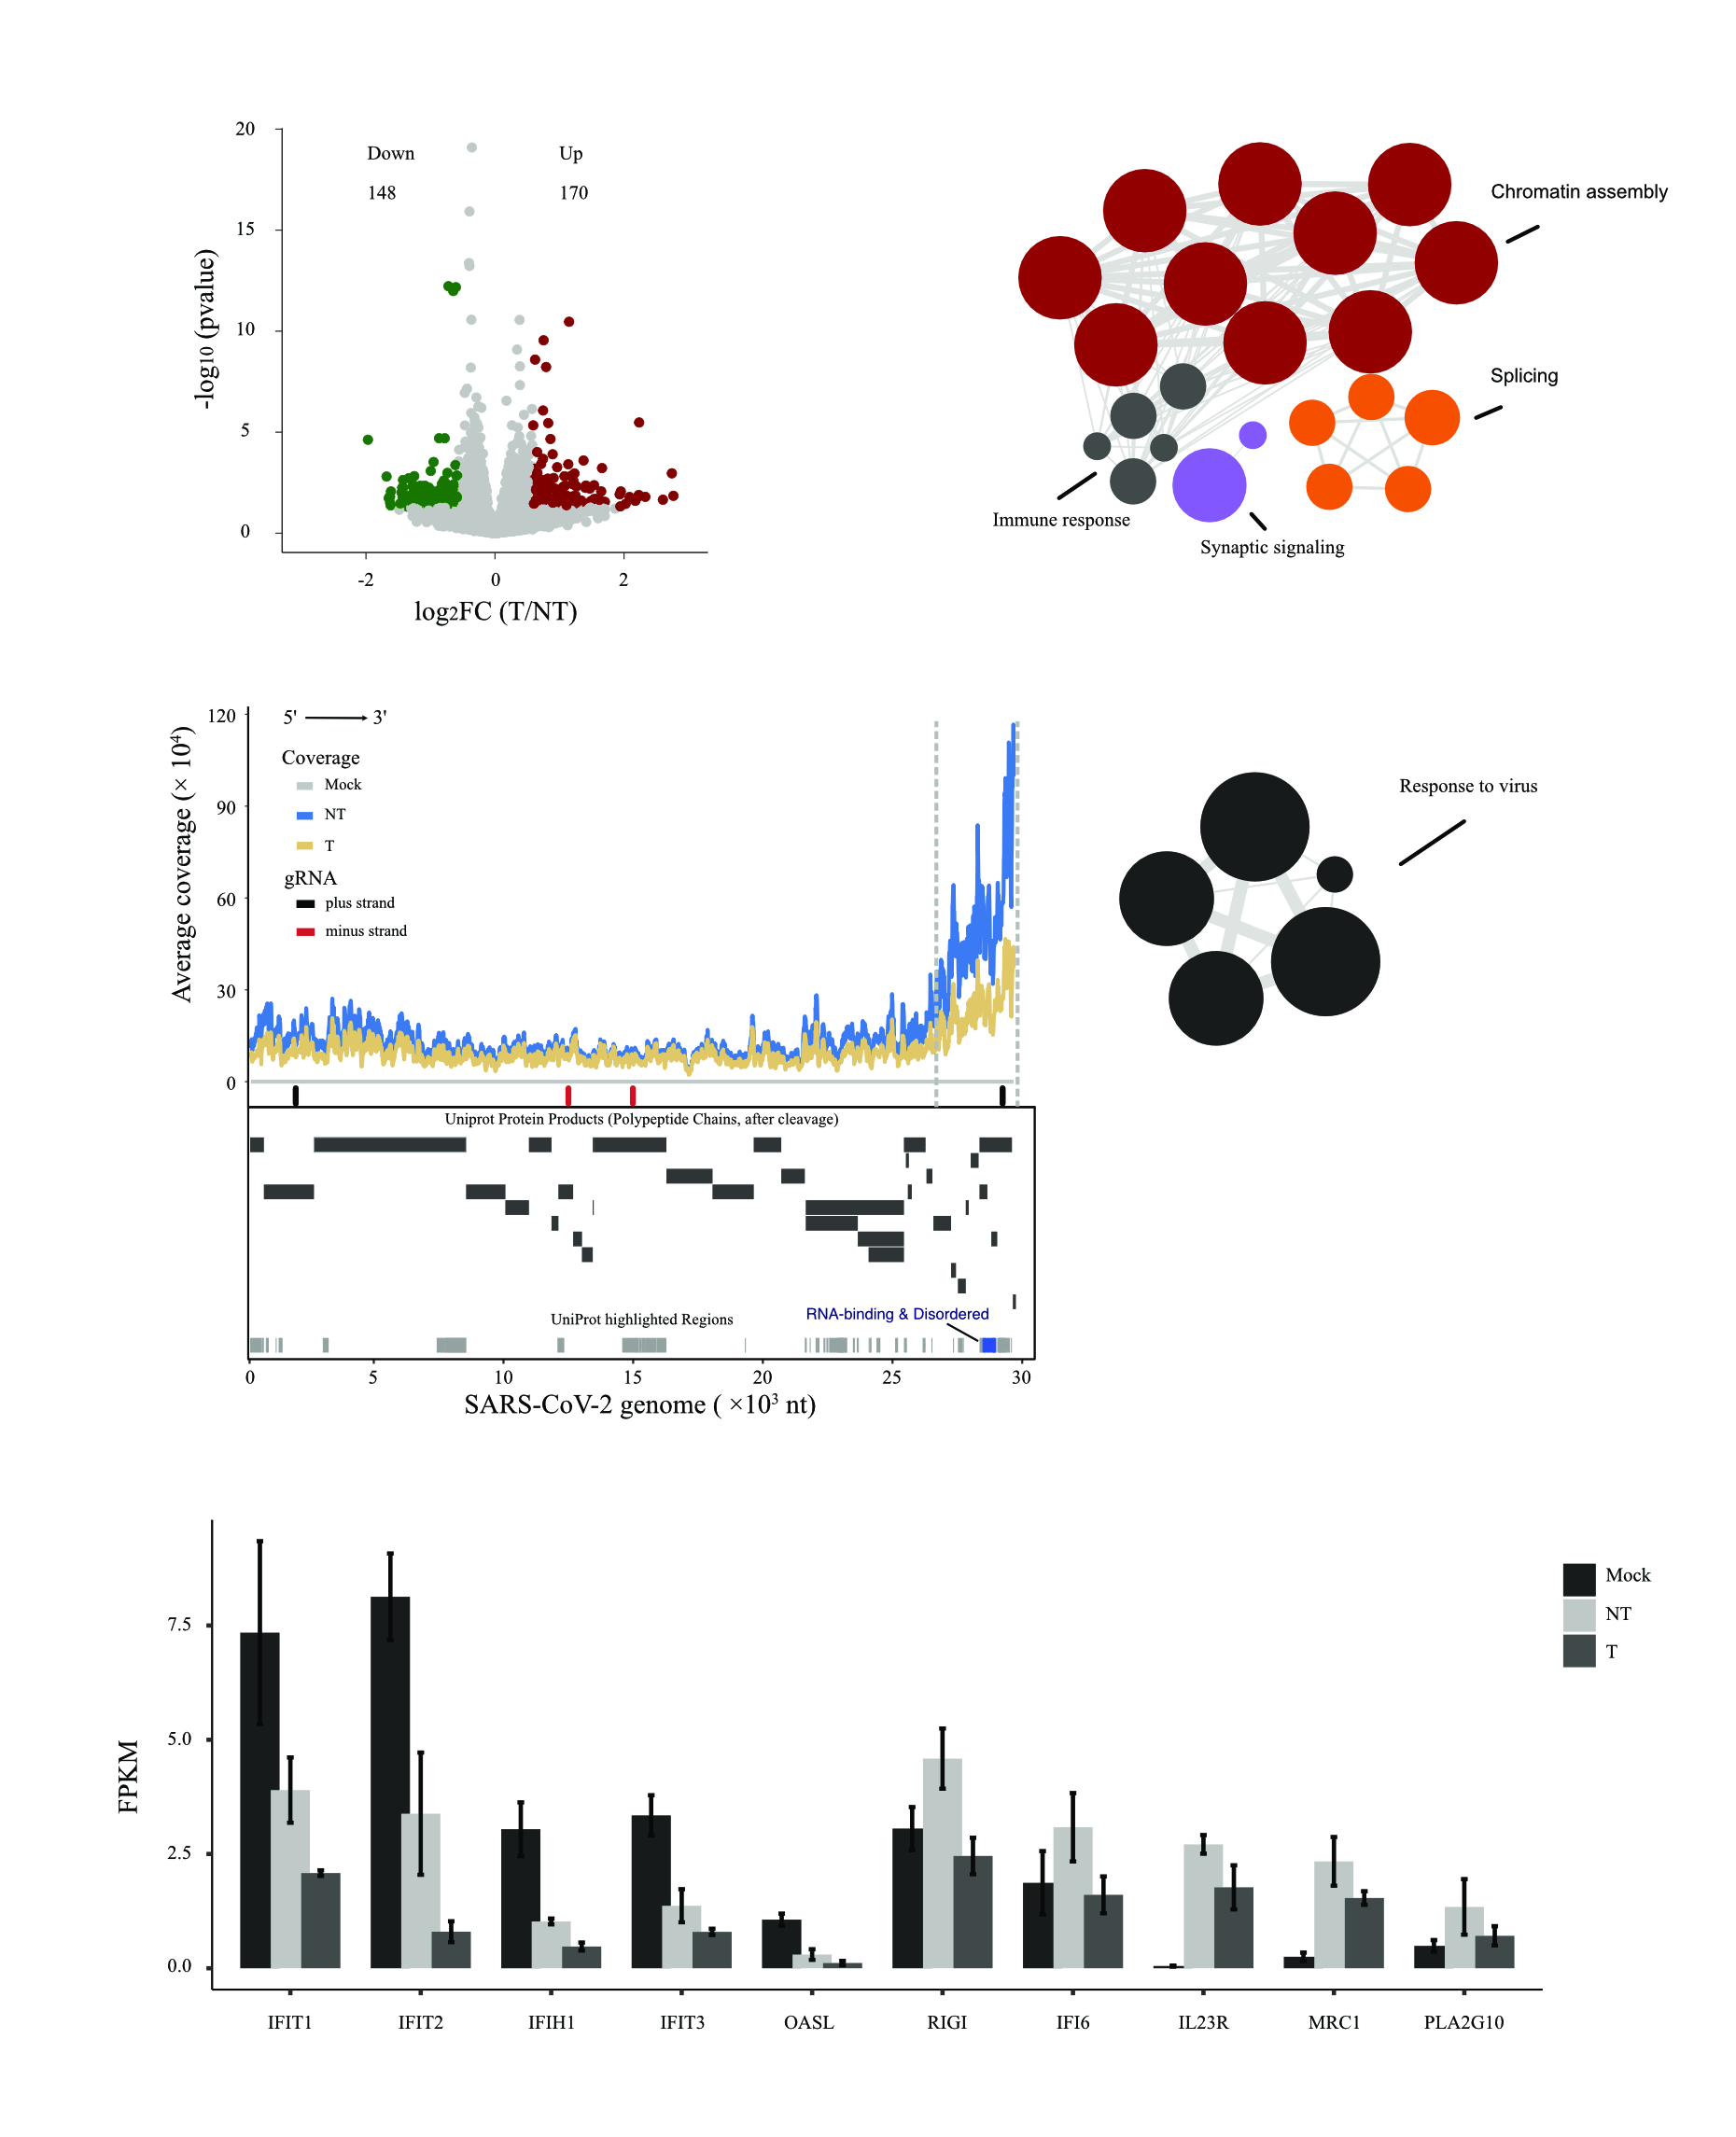 20
15
10
5
0
-log10 (pvalue)
Down
Up
148
170
-2
0
2
log2FC (T/NT)
Chromatin assembly
Splicing
Immune response
Synaptic signaling
120
90
60
30
0
Average coverage (× 10⁴)
5'
3'
Coverage
Mock
NT
T
gRNA
plus strand
minus strand
Uniprot Protein Products (Polypeptide Chains, after cleavage)
RNA-binding & Disordered
UniProt highlighted Regions
0
5
10
15
20
25
30
SARS-CoV-2 genome ( ×10³ nt)
Response to virus
7.5
5.0
2.5
0.0
FPKM
Mock
NT
T
IFIT1
IFIT2
IFIH1
IFIT3
OASL
RIGI
IFI6
IL23R
MRC1
PLA2G10